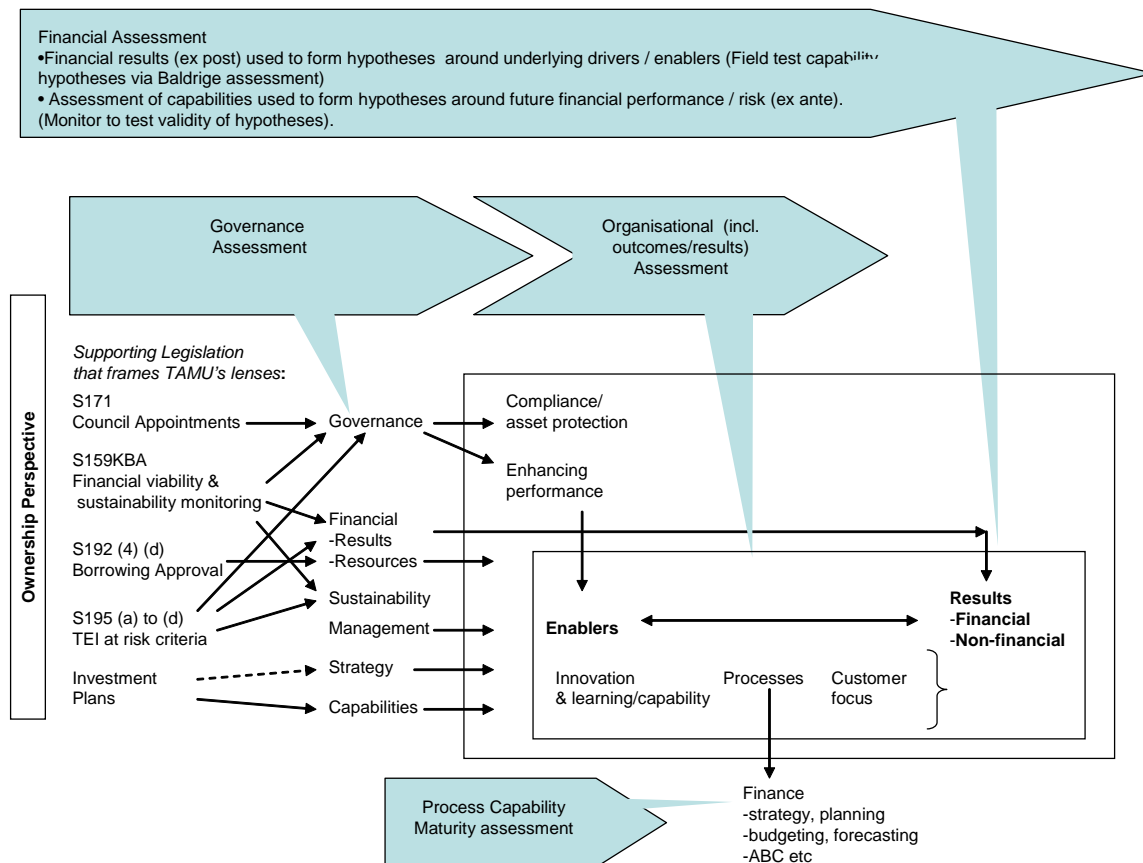 Financial Assessment
•Financial results (ex post) used to form hypotheses around underlying drivers / enablers (Field test capability
hypotheses via Baldrige assessment)
• Assessment of capabilities used to form hypotheses around future financial performance / risk (ex ante).
(Monitor to test validity of hypotheses).
Governance
Assessment
Organisational (incl.
outcomes/results)
Assessment
Ownership Perspective
Supporting Legislation
that frames TAMU's lenses:
S171
Council Appointments
S159KBA
Financial viability &
sustainability monitoring
S192 (4) (d)
Borrowing Approval
S195 (a) to (d)
TEI at risk criteria
Investment
Plans
Governance
Financial
-Results
-Resources
Sustainability
Management
Strategy
Capabilities
Compliance/
asset protection
Enhancing
performance
Enablers
Results
-Financial
-Non-financial
Innovation
& learning/capability
Processes
Customer
focus
Process Capability
Maturity assessment
Finance
-strategy, planning
-budgeting, forecasting
-ABC etc